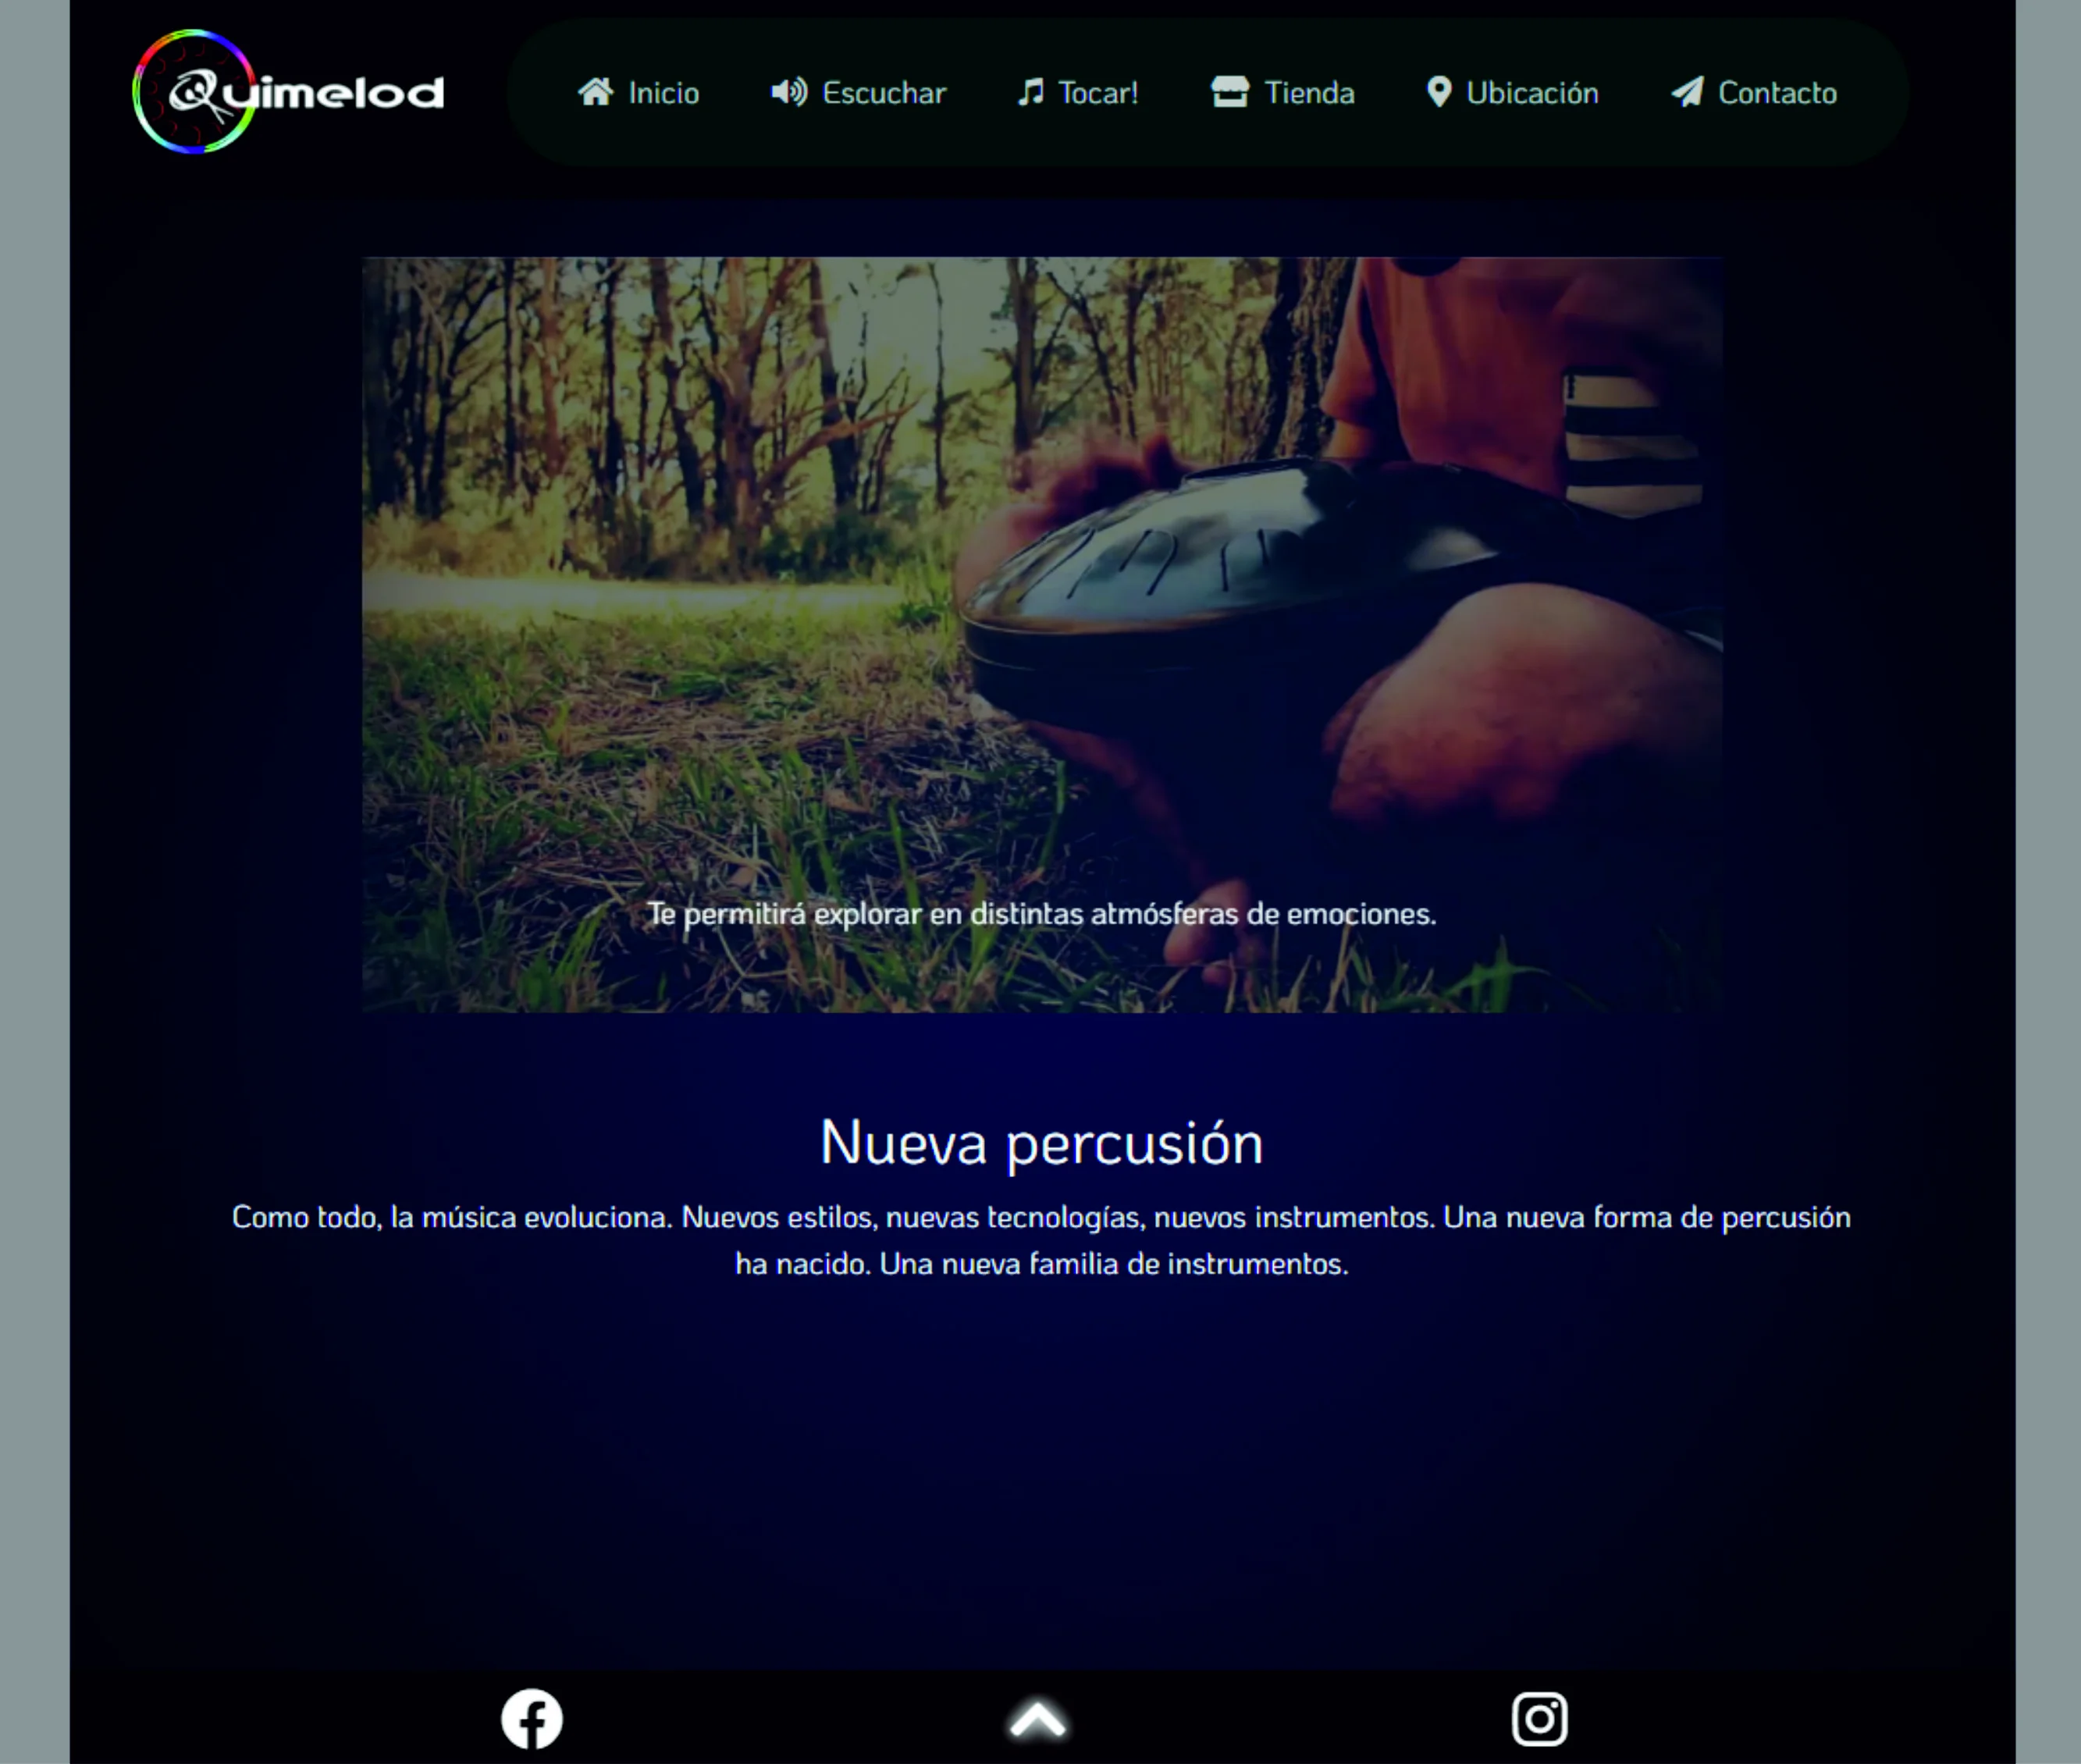 Quimelod
Inicio
Escuchar
Tocar!
Tienda
Ubicación
Contacto
Te permitirá explorar en distintas atmósferas de emociones.
Nueva percusión
Como todo, la música evoluciona. Nuevos estilos, nuevas tecnologías, nuevos instrumentos. Una nueva forma de percusión
ha nacido. Una nueva familia de instrumentos.